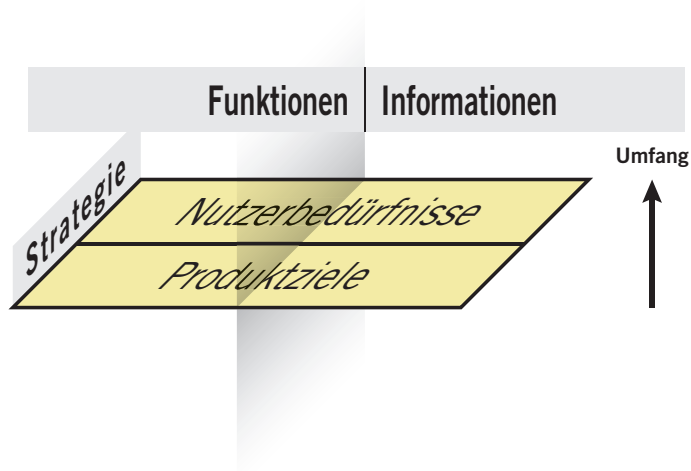 Funktionen Informationen
Umfang
Strategie
Nutzerbedürfnisse
Produktziele